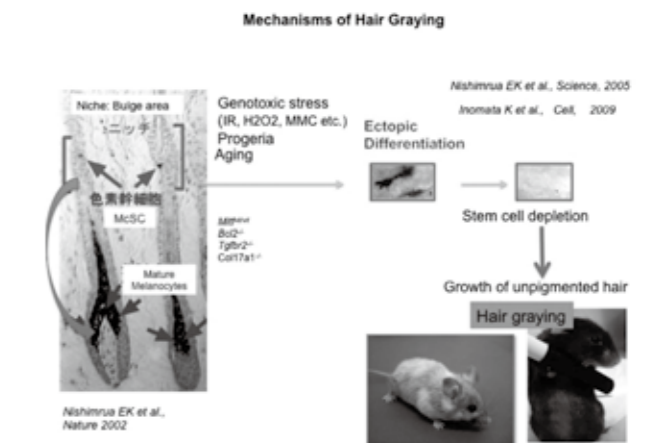 Mechanisms of Hair Graying
Nishimrua EK et al., Science, 2005
Inomata K et al., Cell, 2009
Niche: Bulge area
ニッチ
色素幹細胞
McSC
Mature
Melanocytes
Genotoxic stress
(IR, H2O2, MMC etc.)
Progeria
Aging
Bcl2-/-
Tgfbr2-/-
Col17a1-/-
Ectopic
Differentiation
Stem cell depletion
Growth of unpigmented hair
Hair graying
Nishimrua EK et al.,
Nature 2002